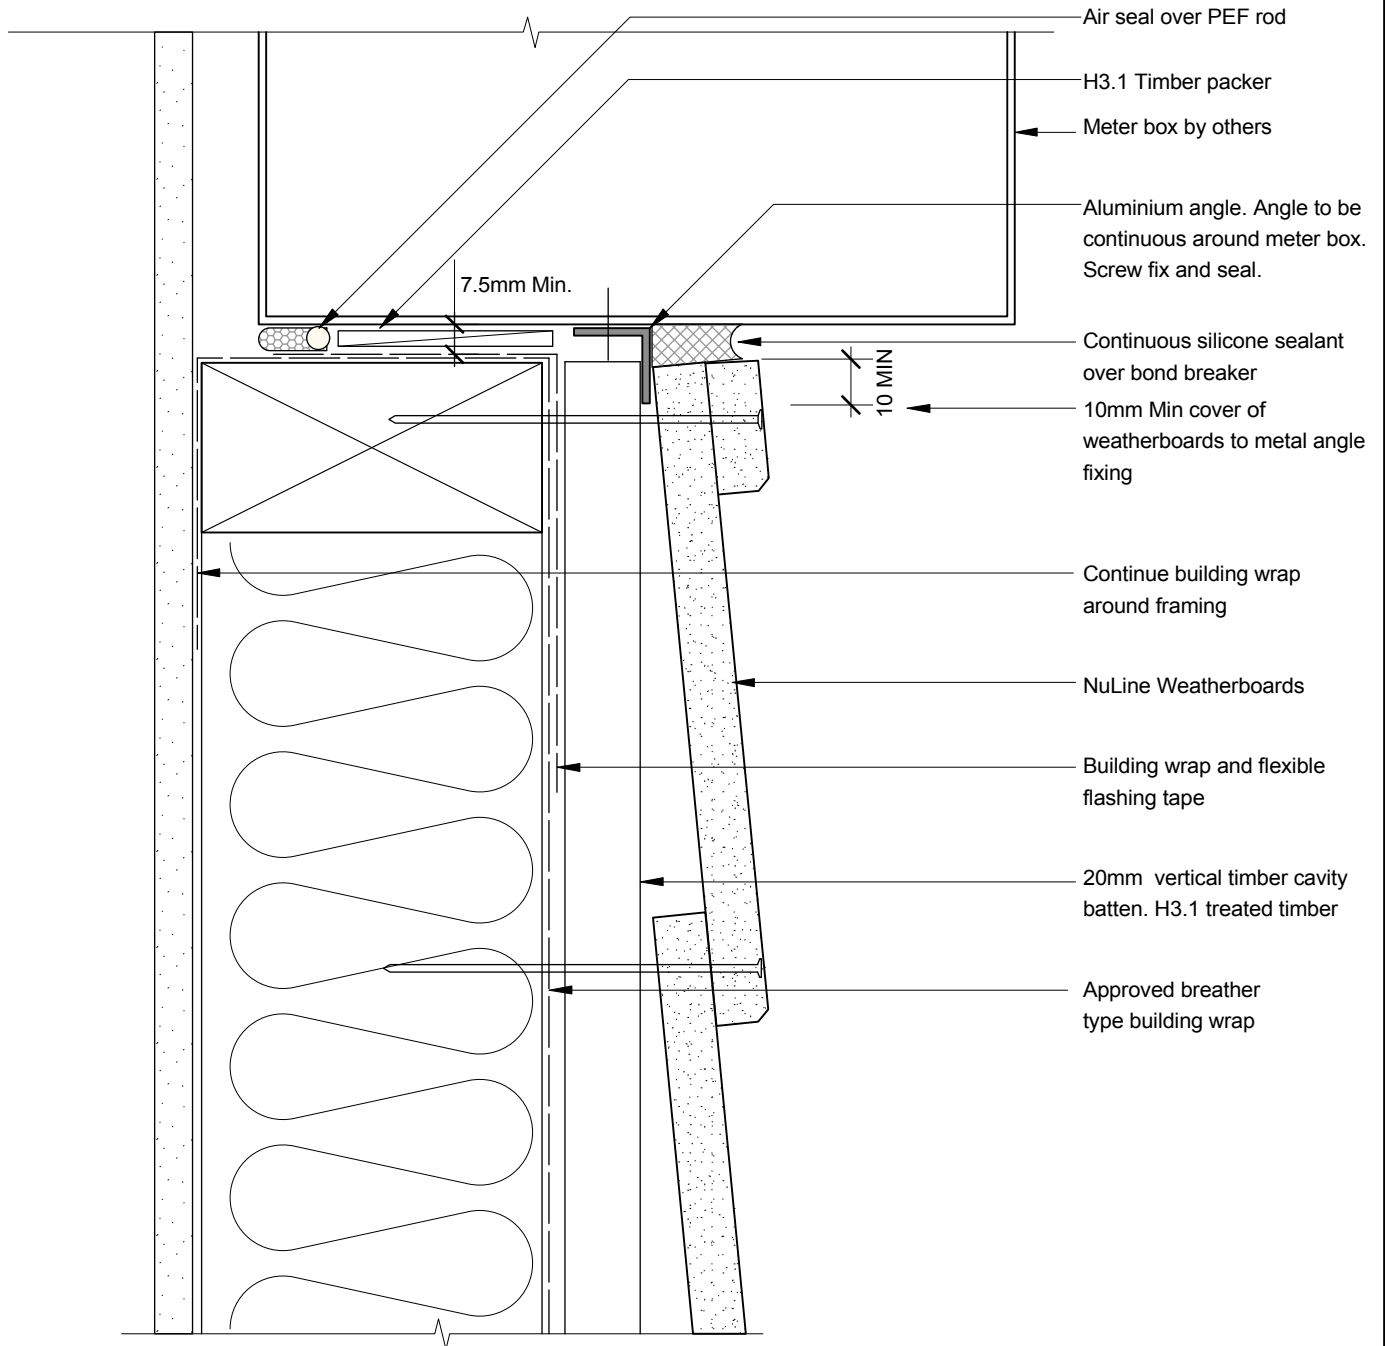 Air seal over PEF rod
H3.1 Timber packer
Meter box by others
Aluminium angle. Angle to be
continuous around meter box.
Screw fix and seal.
7.5mm Min.
Continuous silicone sealant
over bond breaker
10 MIN
10mm Min cover of
weatherboards to metal angle
fixing
Continue building wrap
around framing
NuLine Weatherboards
Building wrap and flexible
flashing tape
20mm vertical timber cavity
batten. H3.1 treated timber
Approved breather
type building wrap